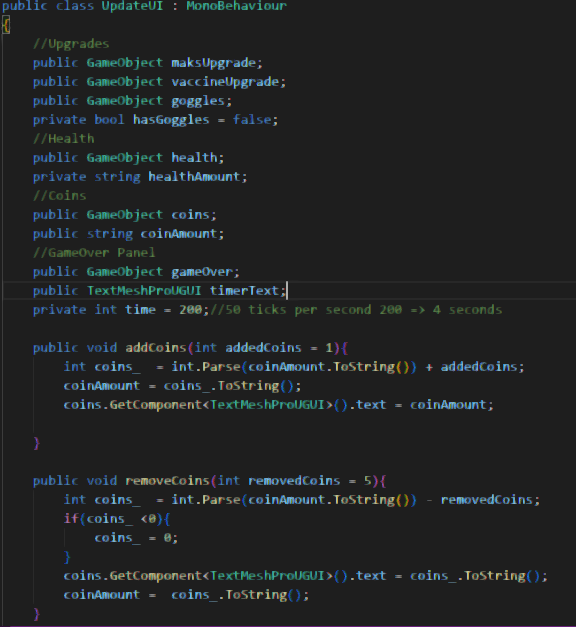 public class UpdateUI : MonoBehaviour
{
//Upgrades
public GameObject maksUpgrade;
public GameObject vaccineUpgrade;
public GameObject goggles;
private bool hasGoggles = false;
//Health
public GameObject health;
private string healthAmount;
//Coins
public GameObject coins;
public string coinAmount;
//GameOver Panel
public GameObject gameOver;
public TextMeshProUGUI timerText;
private int time = 200;//50 ticks per second 200 => 4 seconds
public void addCoins(int addedCoins = 1){
int coins_  = int.Parse(coinAmount.ToString()) + addedCoins;
coinAmount = coins_.ToString();
coins.GetComponent<TextMeshProUGUI>().text = coinAmount;
}
public void removeCoins(int removedCoins = 5){
int coins_  = int.Parse(coinAmount.ToString()) - removedCoins;
if(coins_ <0){
coins_ = 0;
}
coins.GetComponent<TextMeshProUGUI>().text = coins_.ToString();
coinAmount =  coins_.ToString();
}